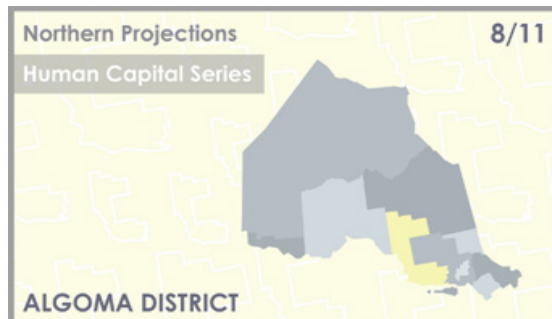 Northern Projections
8/11
Human Capital Series
ALGOMA DISTRICT